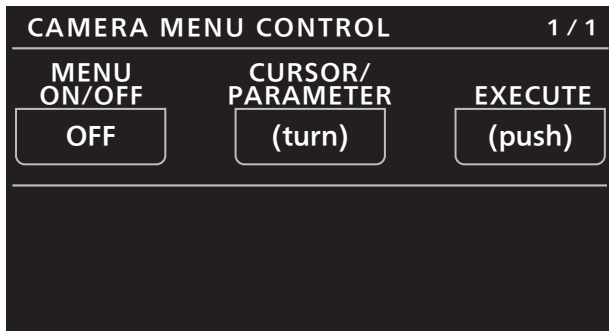 CAMERA MENU CONTROL 1 / 1
MENU
ON/OFF
CURSOR/
PARAMETER
EXECUTE
OFF
(turn)
(push)